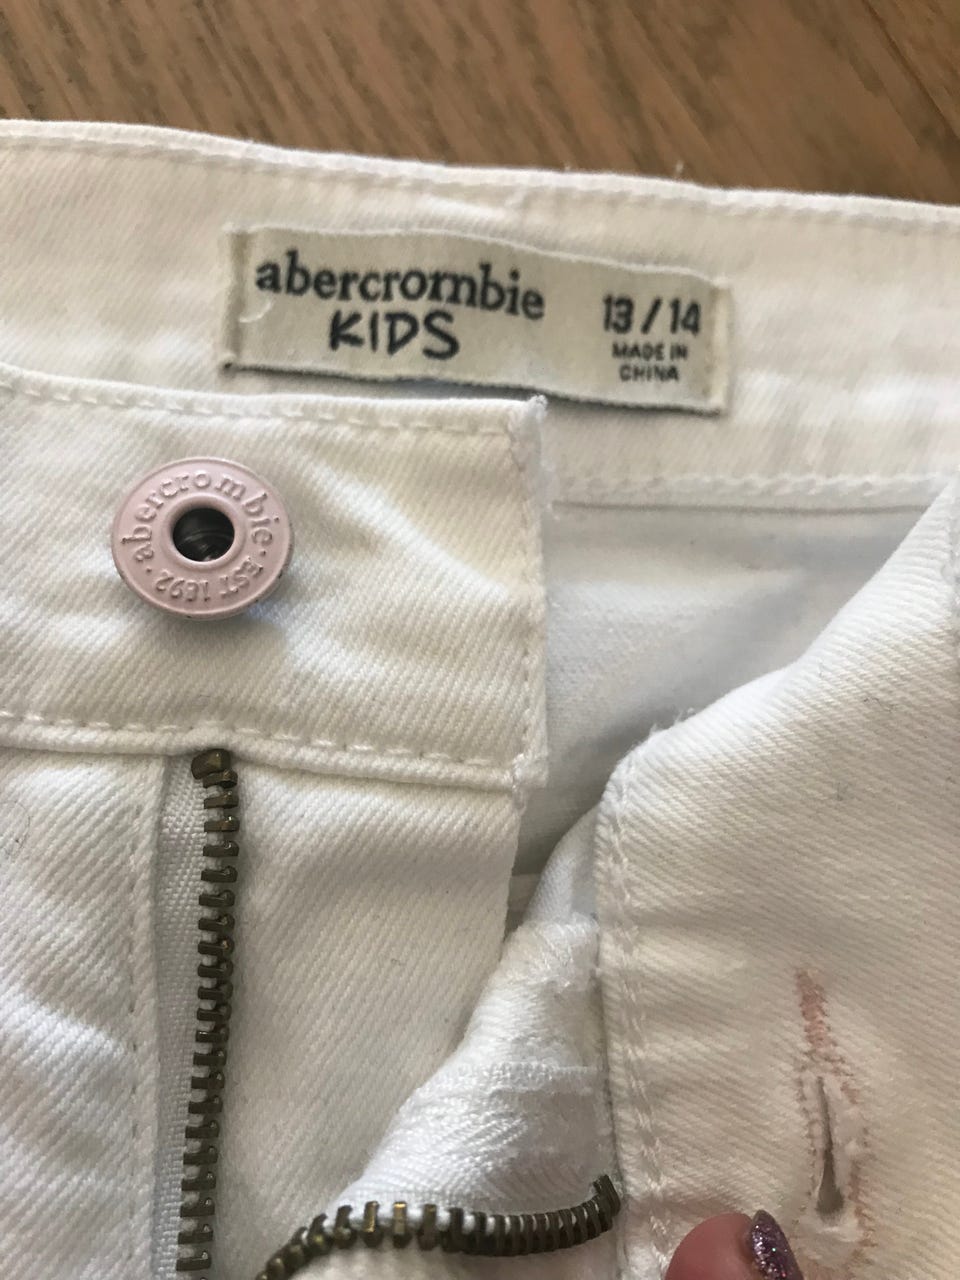 abercrombie
KIDS
13/14
MADE IN
CHINA
abercrombie · EST 1892 ·